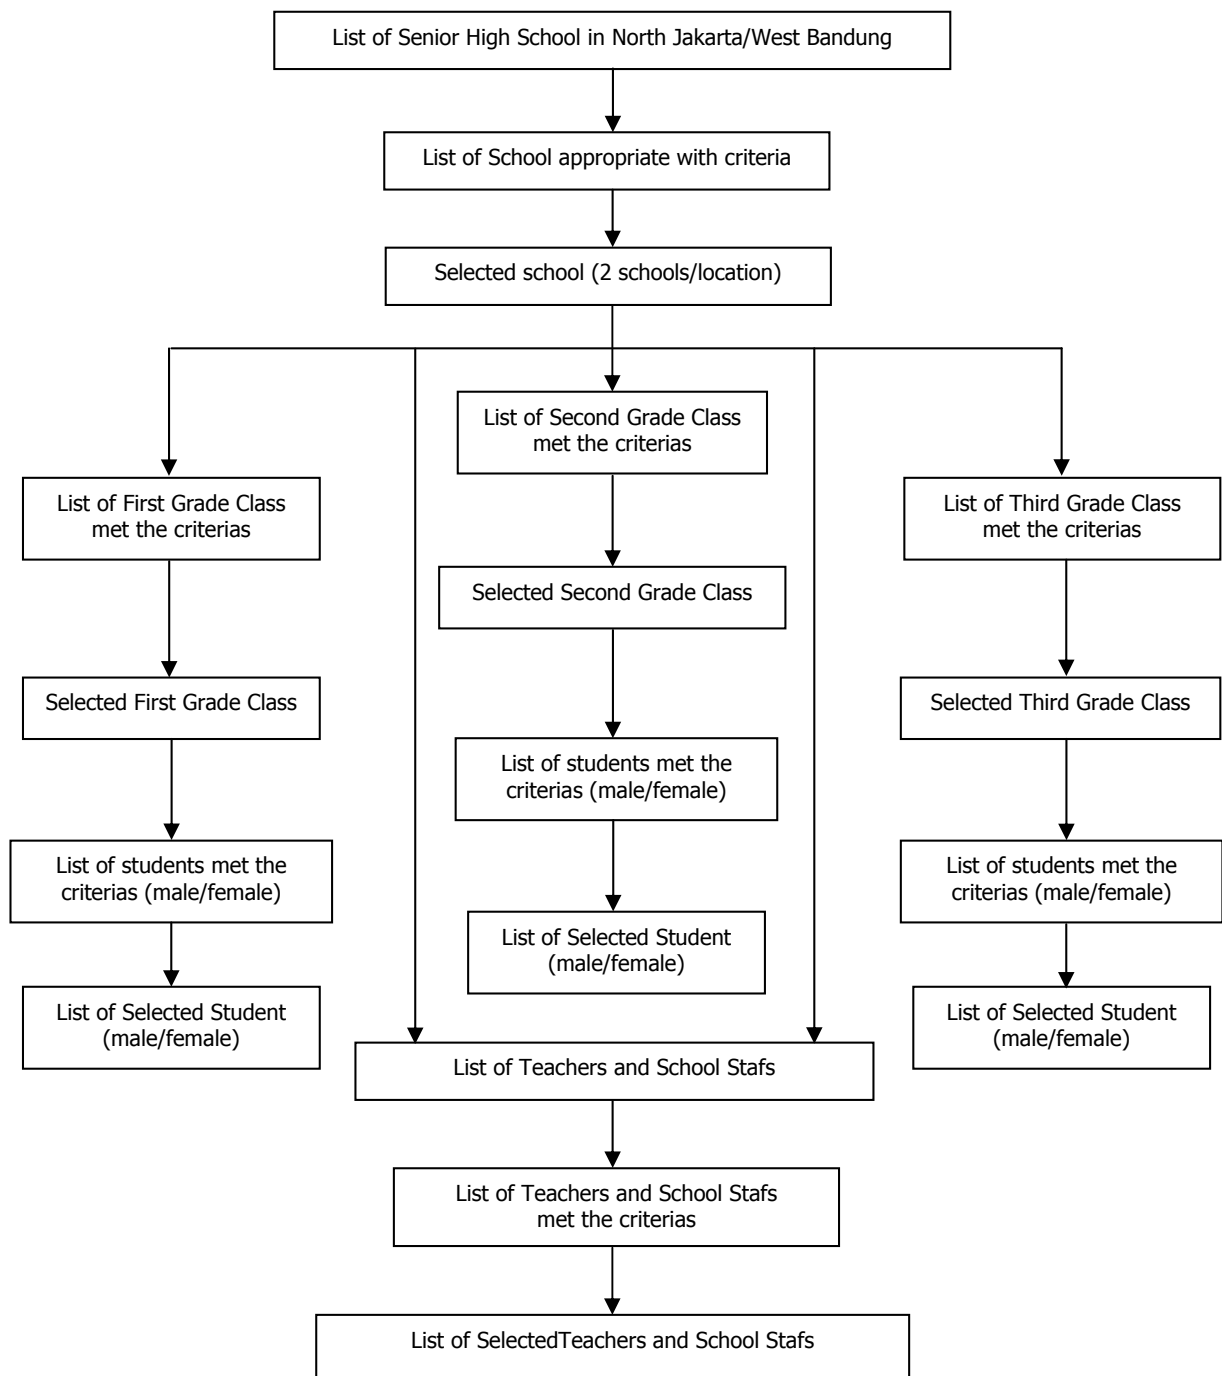 List of Senior High School in North Jakarta/West Bandung
List of School appropriate with criteria
Selected school (2 schools/location)
List of Second Grade Class
met the criterias
List of First Grade Class
met the criterias
List of Third Grade Class
met the criterias
Selected Second Grade Class
Selected First Grade Class
Selected Third Grade Class
List of students met the
criterias (male/female)
List of students met the
criterias (male/female)
List of students met the
criterias (male/female)
List of Selected Student
(male/female)
List of Selected Student
(male/female)
List of Selected Student
(male/female)
List of Teachers and School Stafs
List of Teachers and School Stafs
met the criterias
List of SelectedTeachers and School Stafs